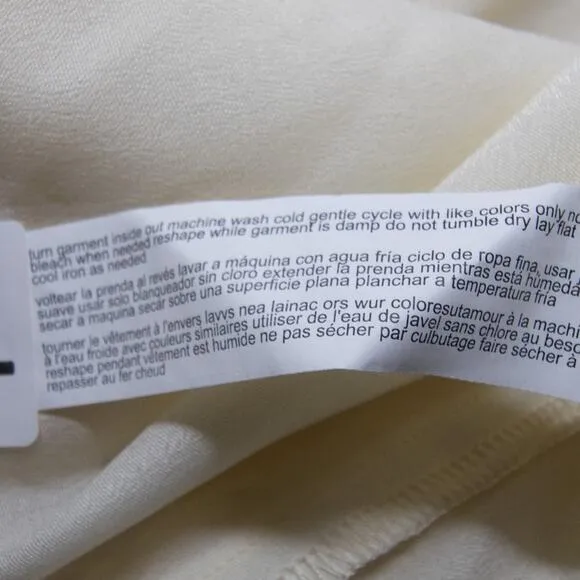 turn garment inside out machine wash cold gentle cycle with like colors only no
bleach when needed reshape while garment is damp do not tumble dry lay flat
cool iron as needed
voltear la prenda al revés lavar a máquina con agua fría ciclo de ropa fina, usar
suave usar solo blanqueador sin cloro extender la prenda mientras está húmeda
secar a maquina secar sobre una superficie plana planchar a temperatura fria
tourner le vêtement à l'envers lavvs nea lainac ors wur coloresutamour à la machi
à l'eau froide avec couleurs similaires utiliser de l'eau de javel sans chlore au beso
reshape pendant vêtement est humide ne pas sécher par culbutage faire sécher à
repasser au fer cheud